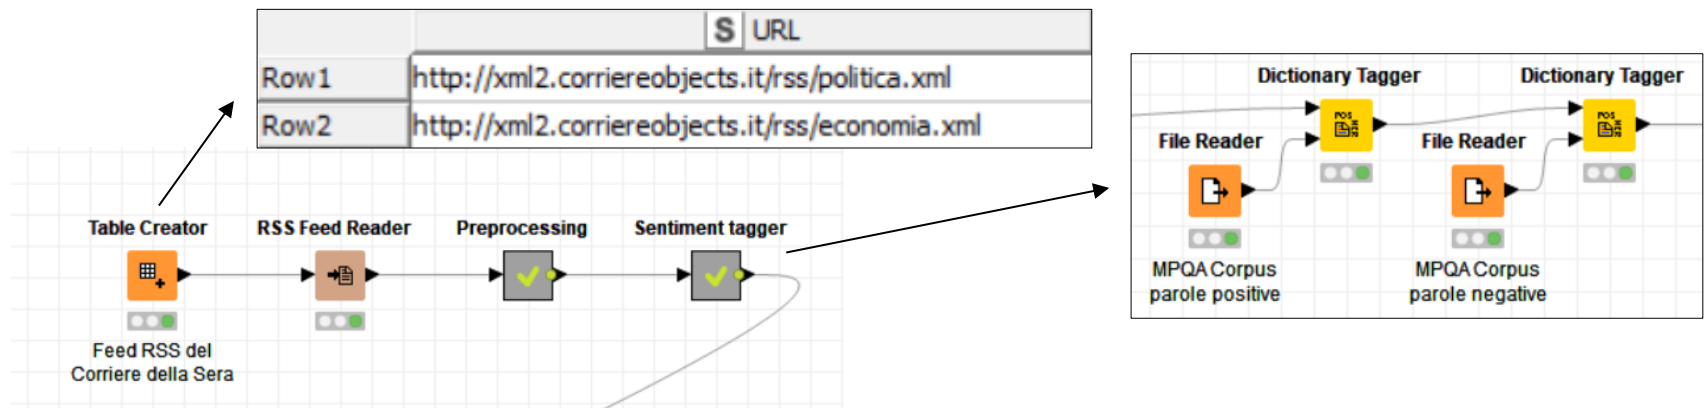 S URL
Row1 http://xml2.corriereobjects.it/rss/politica.xml
Row2 http://xml2.corriereobjects.it/rss/economia.xml
Table Creator
RSS Feed Reader
Preprocessing
Sentiment tagger
Feed RSS del
Corriere della Sera
Dictionary Tagger
Dictionary Tagger
File Reader
File Reader
MPQA Corpus
parole positive
MPQA Corpus
parole negative